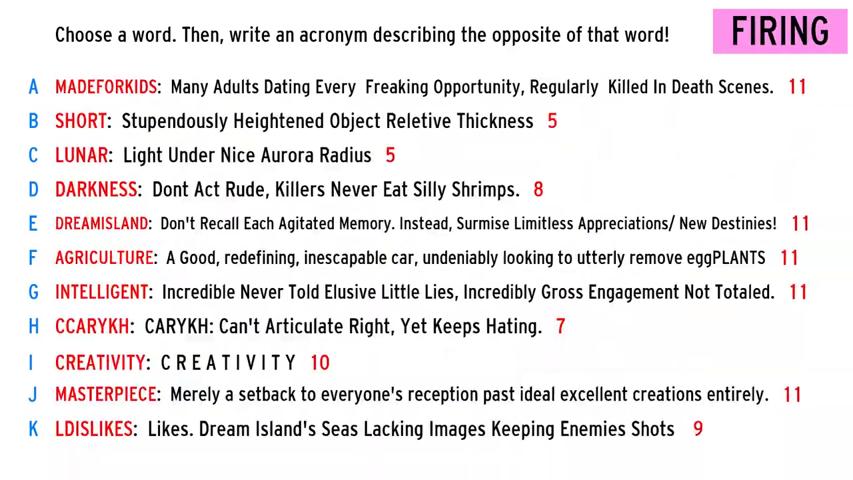 Choose a word. Then, write an acronym describing the opposite of that word! FIRING
A MADEFORKIDS: Many Adults Dating Every Freaking Opportunity, Regularly Killed In Death Scenes. 11
B SHORT: Stupendously Heightened Object Reletive Thickness 5
C LUNAR: Light Under Nice Aurora Radius 5
D DARKNESS: Dont Act Rude, Killers Never Eat Silly Shrimps. 8
E DREAMISLAND: Don't Recall Each Agitated Memory. Instead, Surmise Limitless Appreciations/ New Destinies! 11
F AGRICULTURE: A Good, redefining, inescapable car, undeniably looking to utterly remove eggPLANTS 11
G INTELLIGENT: Incredible Never Told Elusive Little Lies, Incredibly Gross Engagement Not Totaled. 11
H CCARYKH: CARYKH: Can't Articulate Right, Yet Keeps Hating. 7
I CREATIVITY: C R E A T I V I T Y 10
J MASTERPIECE: Merely a setback to everyone's reception past ideal excellent creations entirely. 11
K LDISLIKES: Likes. Dream Island's Seas Lacking Images Keeping Enemies Shots 9